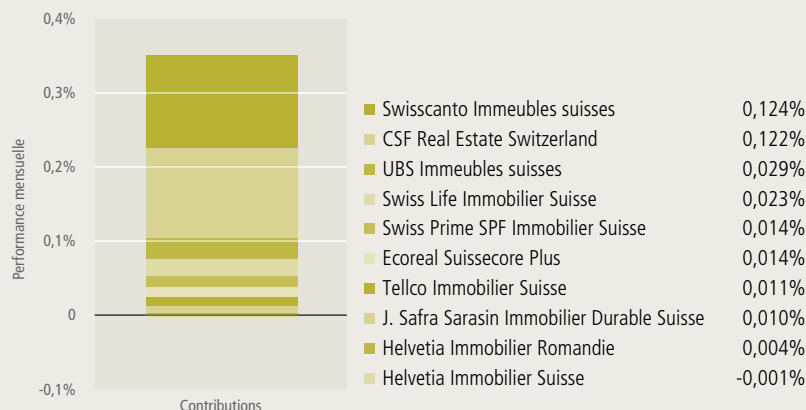 0,4%
0,3%
0,2%
0,1%
0
-0,1%
Performance mensuelle
Contributions
Swisscanto Immeubles suisses 0,124%
CSF Real Estate Switzerland 0,122%
UBS Immeubles suisses 0,029%
Swiss Life Immobilier Suisse 0,023%
Swiss Prime SPF Immobilier Suisse 0,014%
Ecoreal Suissecore Plus 0,014%
Tellco Immobilier Suisse 0,011%
J. Safra Sarasin Immobilier Durable Suisse 0,010%
Helvetia Immobilier Romandie 0,004%
Helvetia Immobilier Suisse -0,001%